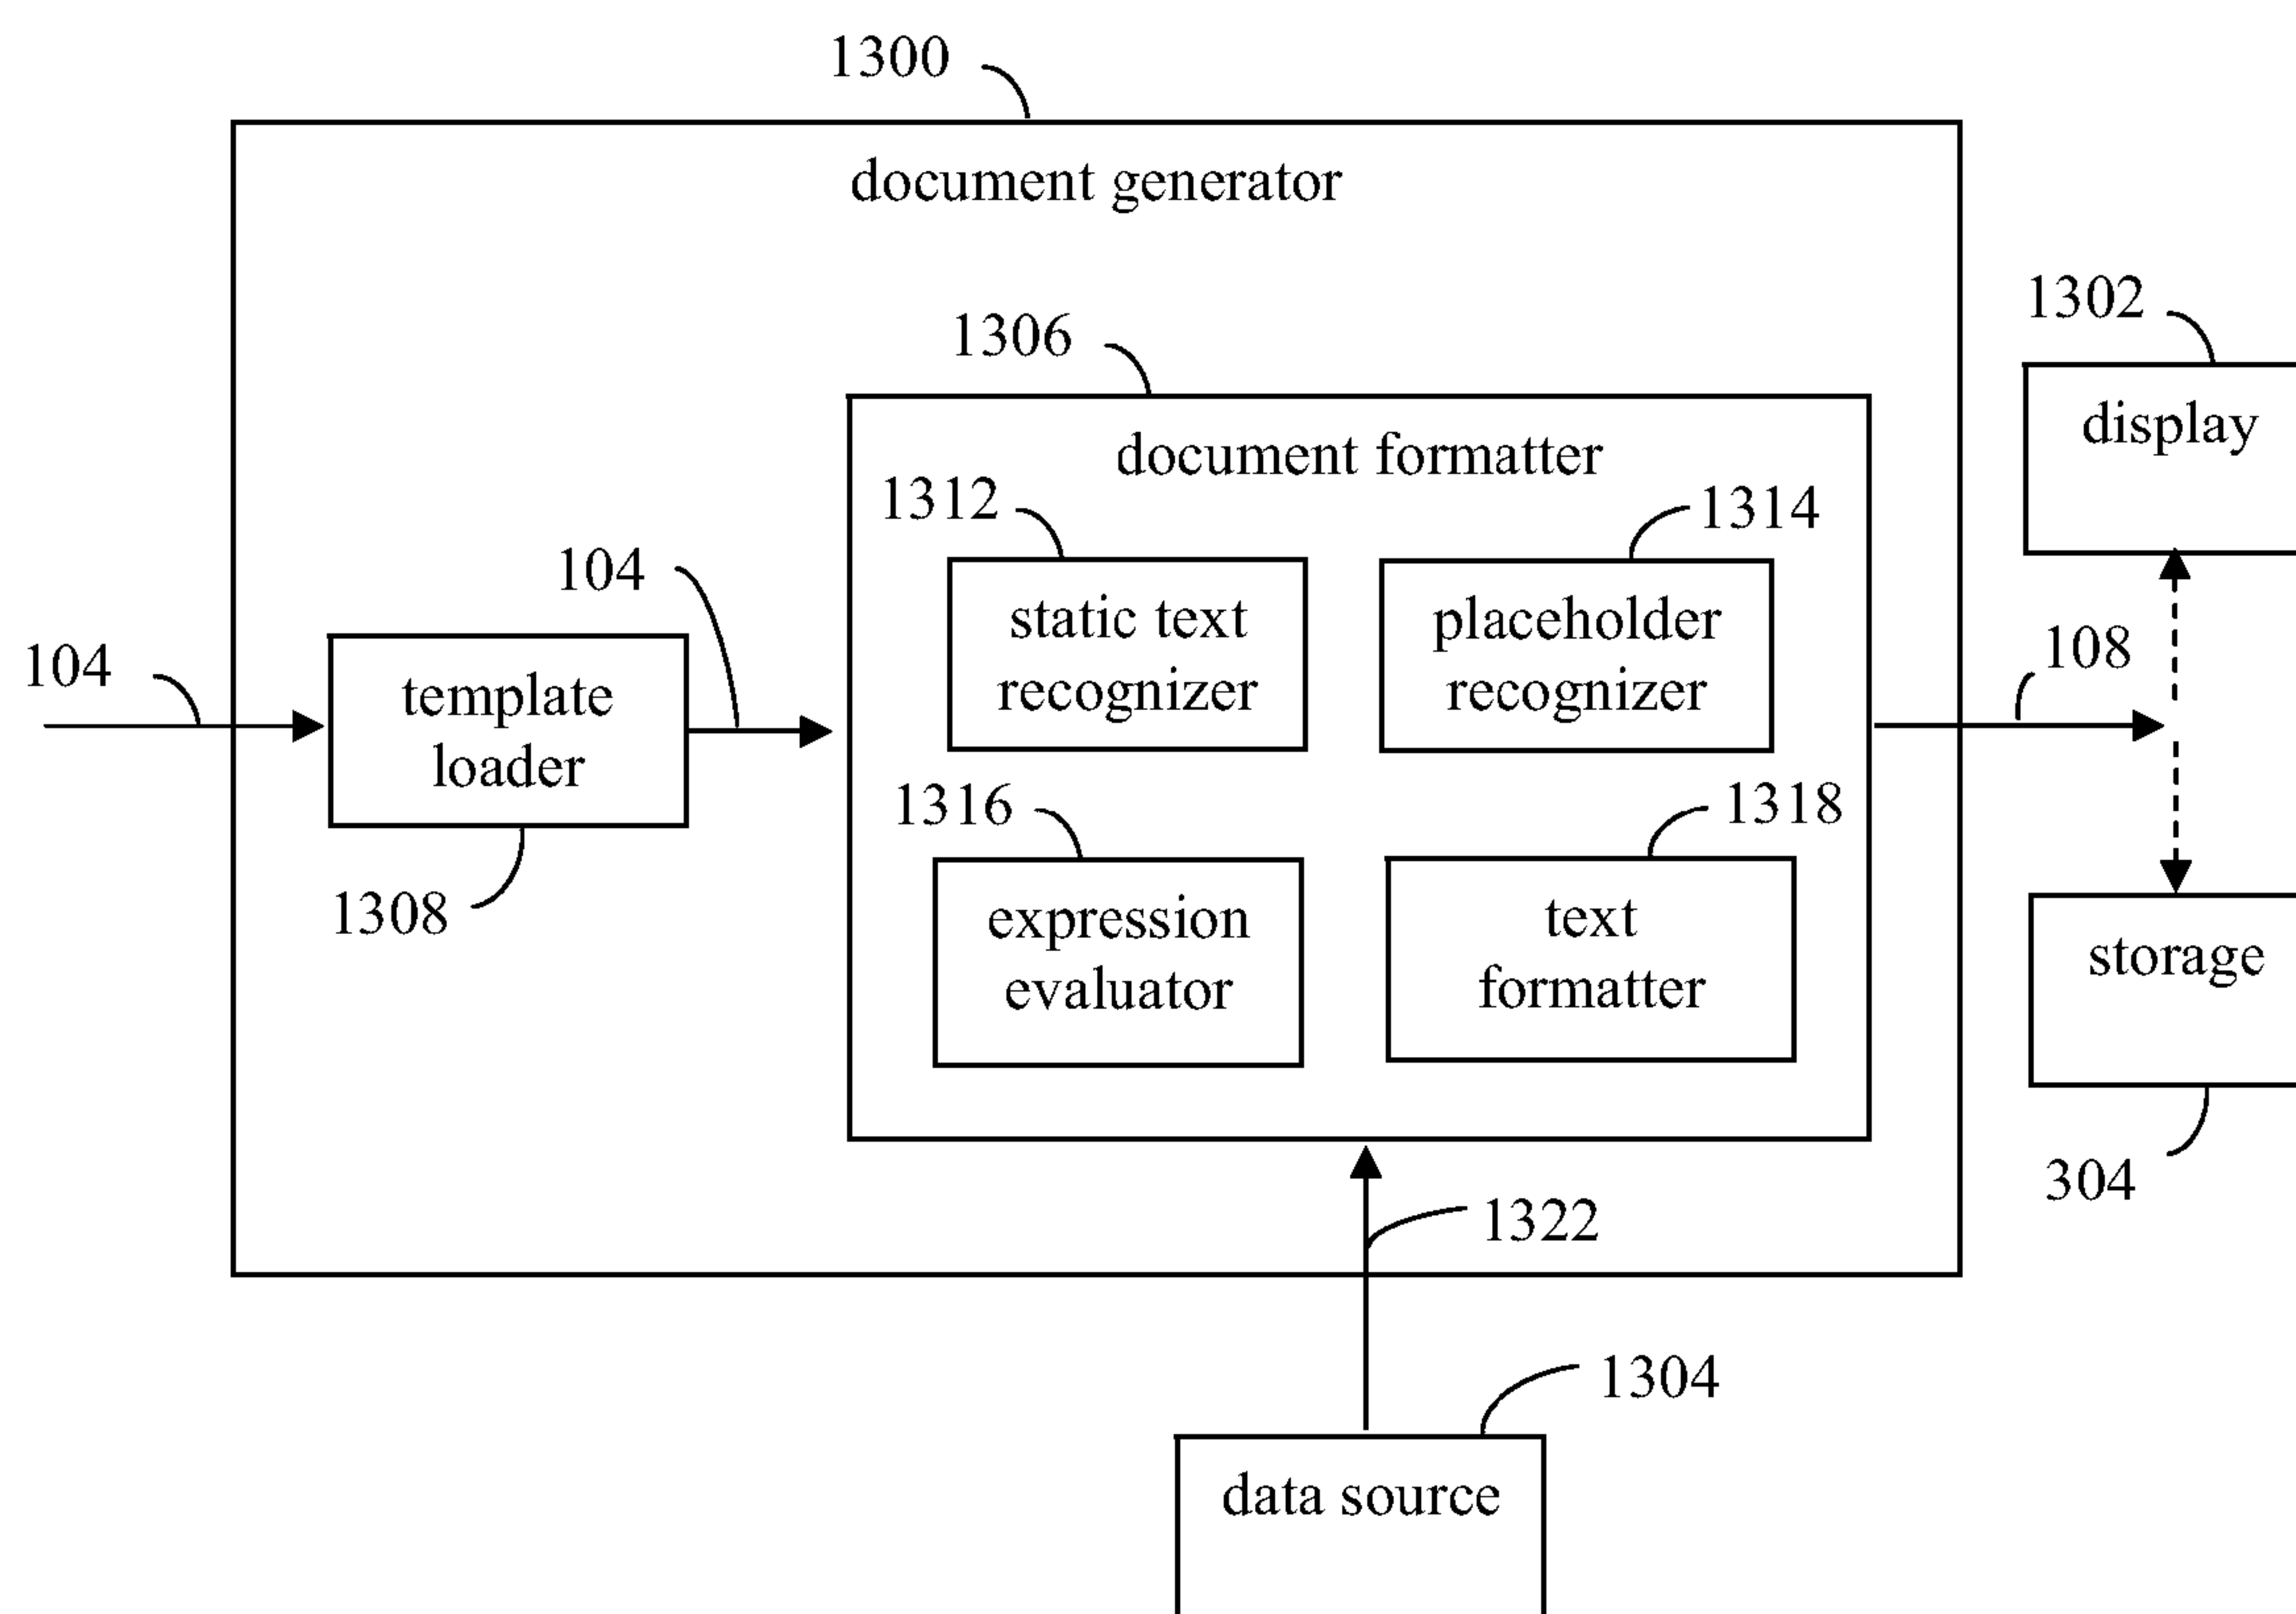 1300
document generator
1302
1306
display
document formatter
1312
1314
104
static text
recognizer
placeholder
recognizer
108
104
template
loader
1316
1318
1308
expression
evaluator
text
formatter
storage
304
1322
1304
data source